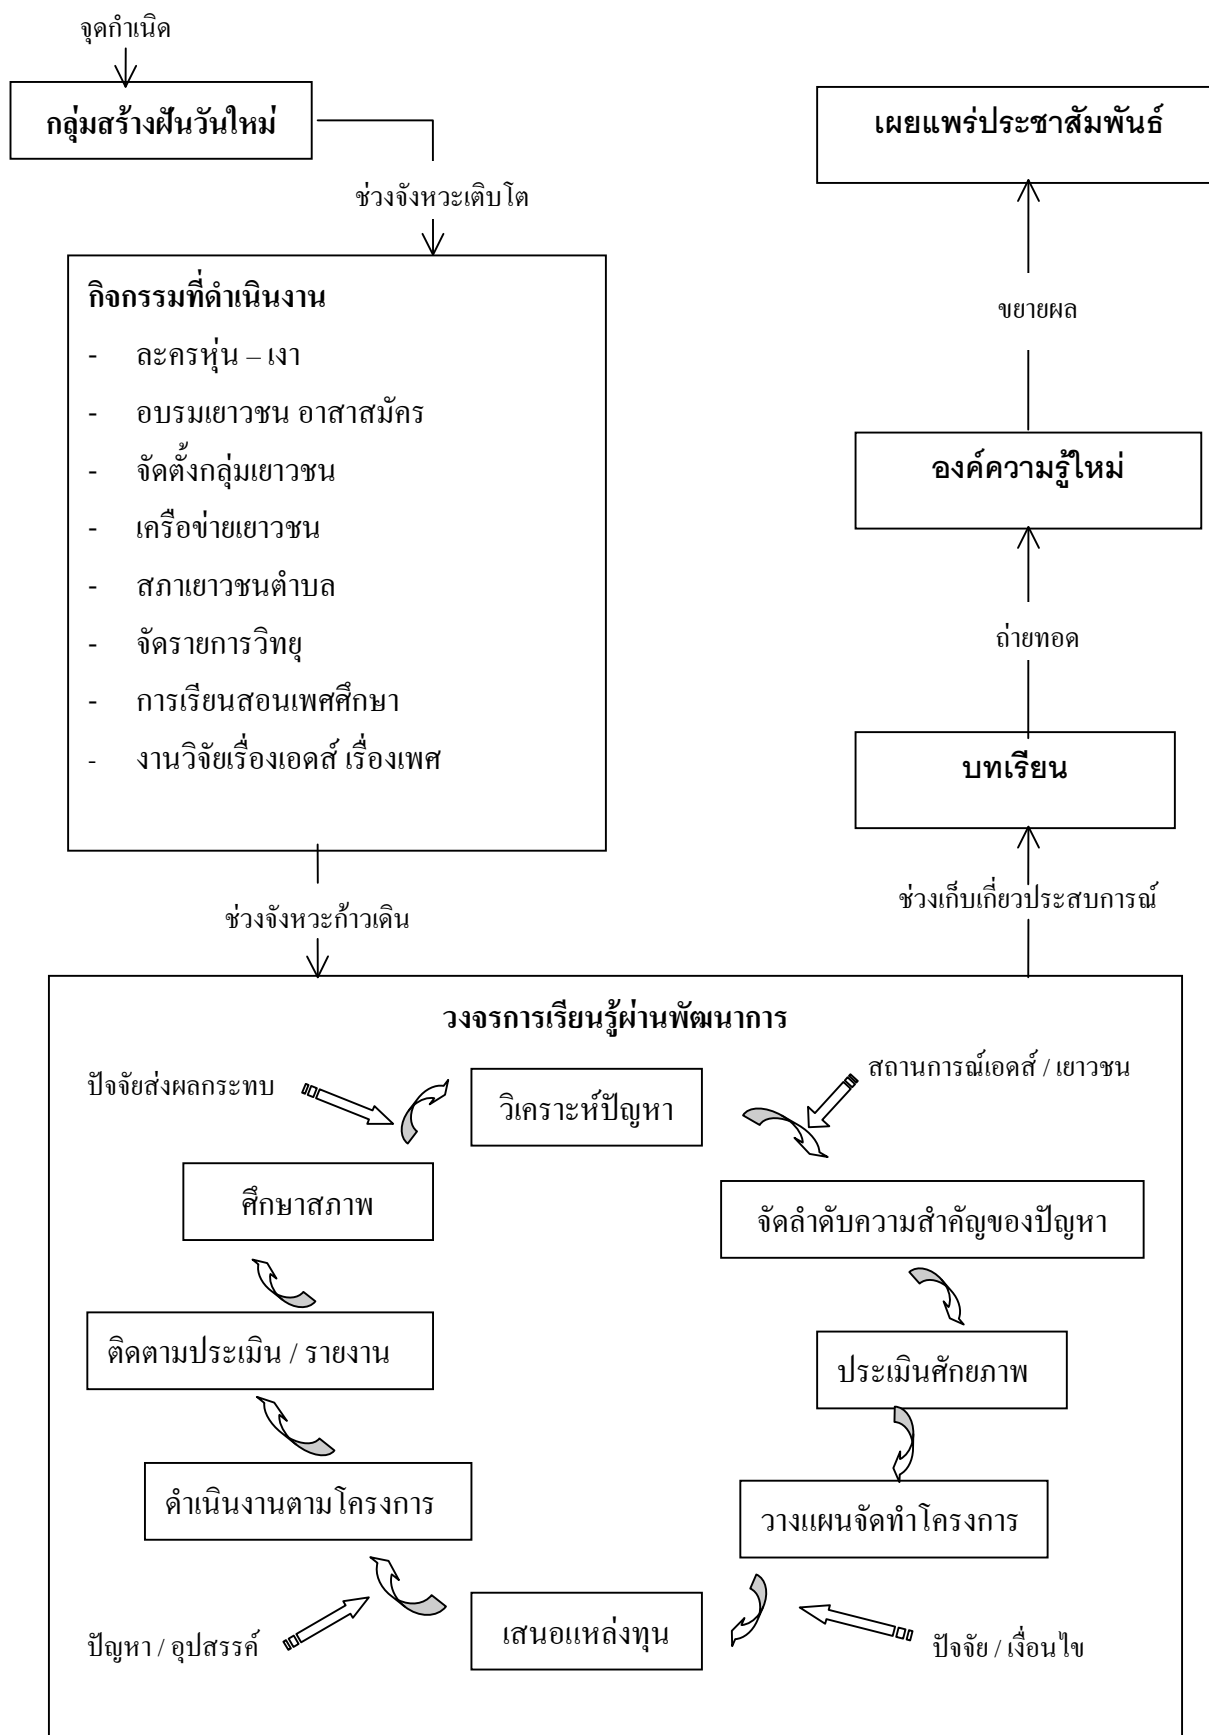 จุดกำเนิด
กลุ่มสร้างฝันวันใหม่
ช่วงจังหวะเติบโต
กิจกรรมที่ดำเนินงาน
- ละครหุ่น – เงา
- อบรมเยาวชน อาสาสมัคร
- จัดตั้งกลุ่มเยาวชน
- เครือข่ายเยาวชน
- สภาเยาวชนตำบล
- จัดรายการวิทยุ
- การเรียนสอนเพศศึกษา
- งานวิจัยเรื่องเอดส์ เรื่องเพศ
ช่วงจังหวะก้าวเดิน
วงจรการเรียนรู้ผ่านพัฒนาการ
ปัจจัยส่งผลกระทบ
วิเคราะห์ปัญหา
สถานการณ์เอดส์ / เยาวชน
ศึกษาสภาพ
จัดลำดับความสำคัญของปัญหา
ติดตามประเมิน / รายงาน
ประเมินศักยภาพ
ดำเนินงานตามโครงการ
วางแผนจัดทำโครงการ
ปัญหา / อุปสรรค์
เสนอแหล่งทุน
ปัจจัย / เงื่อนไข
ช่วงเก็บเกี่ยวประสบการณ์
บทเรียน
ถ่ายทอด
องค์ความรู้ใหม่
ขยายผล
เผยแพร่ประชาสัมพันธ์